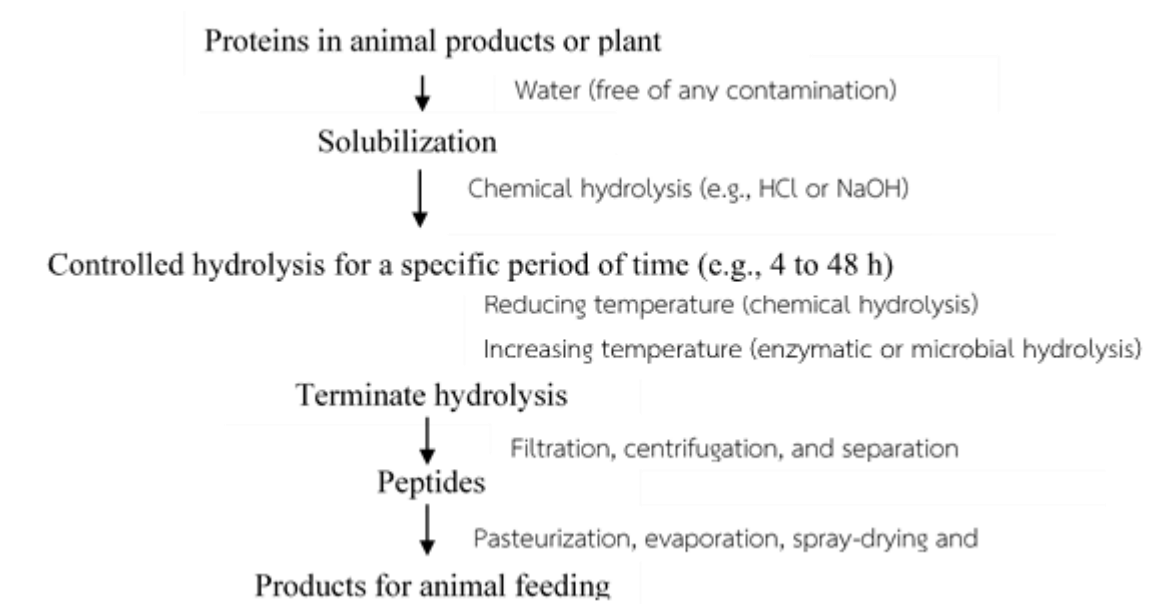 Proteins in animal products or plant
Water (free of any contamination)
Solubilization
Chemical hydrolysis (e.g., HCl or NaOH)
Controlled hydrolysis for a specific period of time (e.g., 4 to 48 h)
Reducing temperature (chemical hydrolysis)
Increasing temperature (enzymatic or microbial hydrolysis)
Terminate hydrolysis
Filtration, centrifugation, and separation
Peptides
Pasteurization, evaporation, spray-drying and
Products for animal feeding